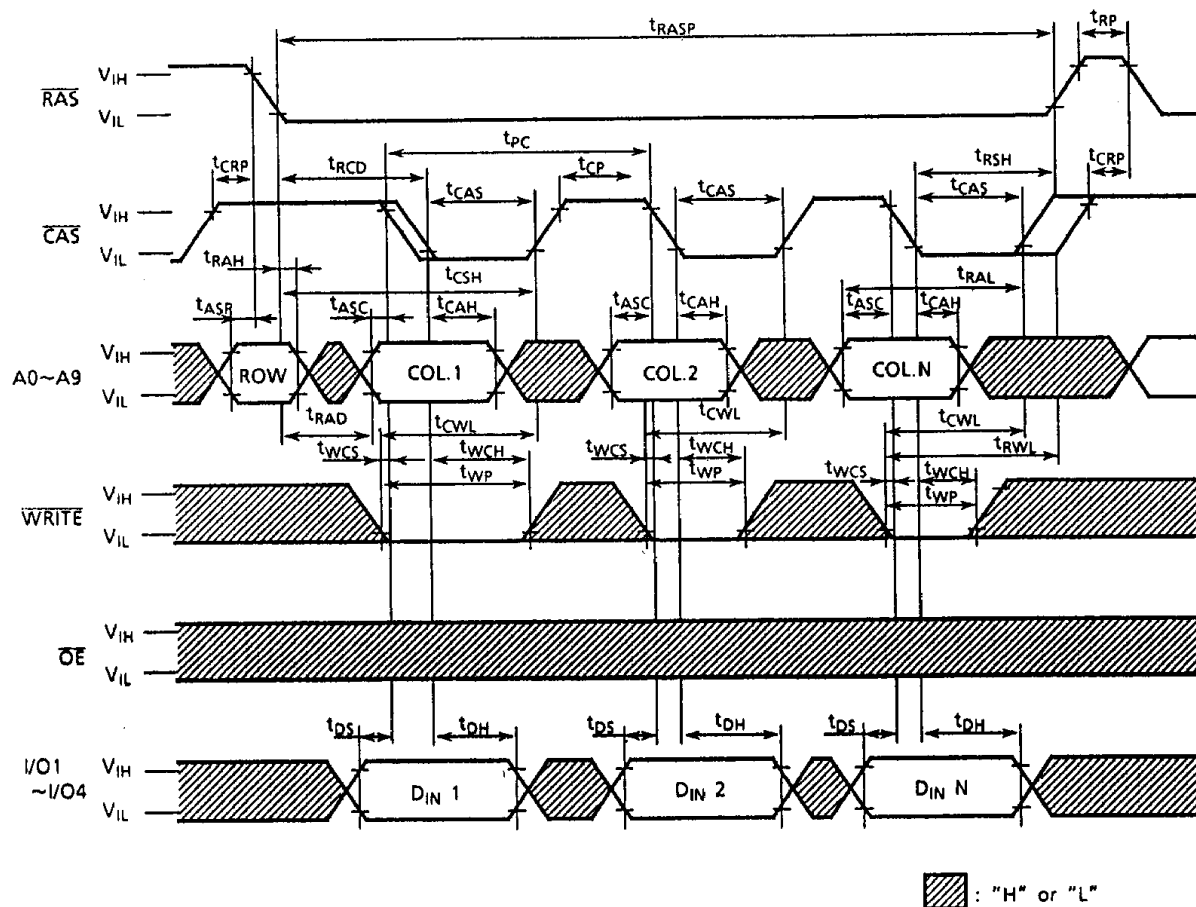 tRASP
tRP
VIH
RAS
VIL
tPC
tCRP
tRCD
tCP
tRSH
tCRP
tCAS
tCAS
tCAS
VIH
CAS
VIL
tRAH
tCSH
tRAL
tASR
tASC
tCAH
tASC
tCAH
tASC
tCAH
VIH
A0~A9
ROW
COL.1
COL.2
COL.N
VIL
tRAD
tCWL
tCWL
tCWL
tWCS
tWCH
tWCS
tWCH
tRWL
tWP
tWP
tWCS
tWCH
tWP
VIH
WRITE
VIL
VIH
OE
VIL
tDS
tDH
tDS
tDH
tDS
tDH
I/O1
~I/O4
VIH
DIN 1
DIN 2
DIN N
VIL
: "H" or "L"